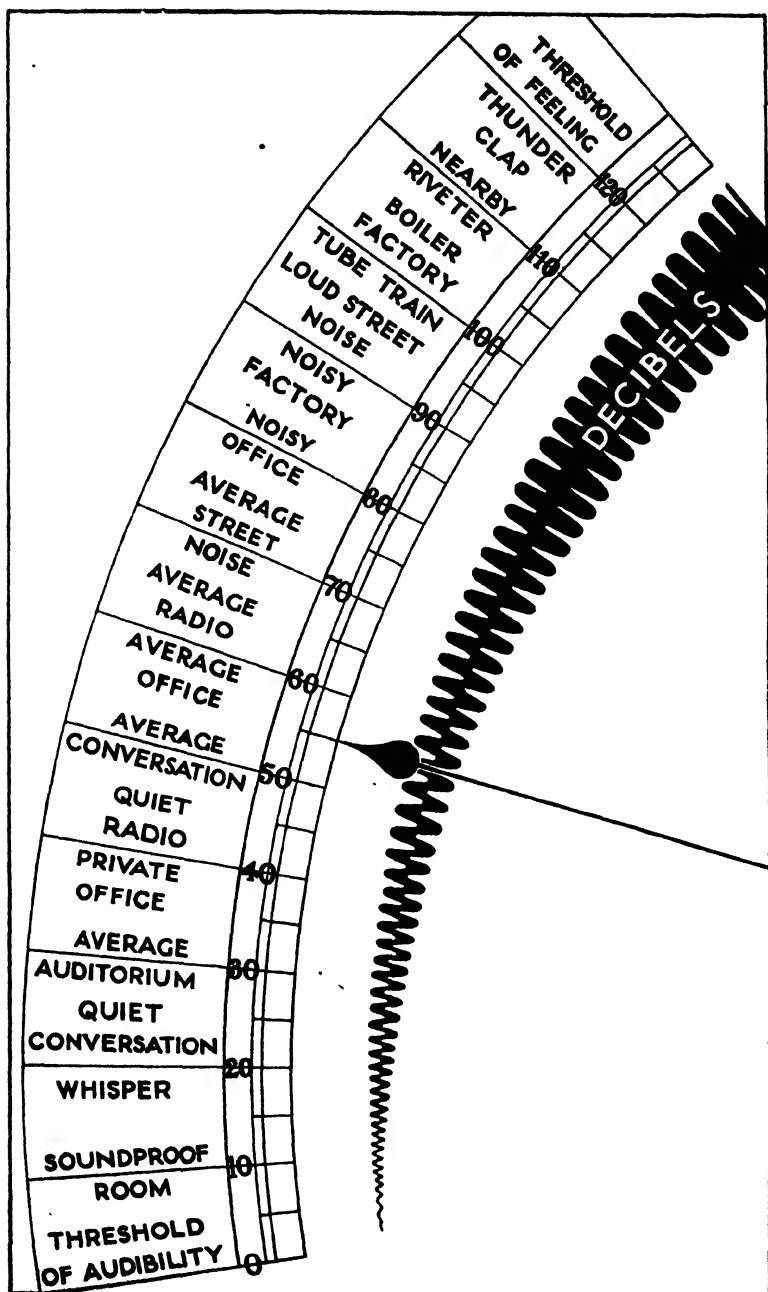 THRESHOLD
OF FEELING
120
THUNDER
CLAP
NEARBY
RIVETER
110
BOILER
FACTORY
TUBE TRAIN
100
LOUD STREET
NOISE
NOISY
FACTORY
90
NOISY
OFFICE
80
AVERAGE
STREET
NOISE
70
AVERAGE
RADIO
AVERAGE
OFFICE
60
AVERAGE
CONVERSATION
50
QUIET
RADIO
PRIVATE
OFFICE
40
AVERAGE
AUDITORIUM
30
QUIET
CONVERSATION
20
WHISPER
SOUNDPROOF
ROOM
10
THRESHOLD
OF AUDIBILITY
0
DECIBELS